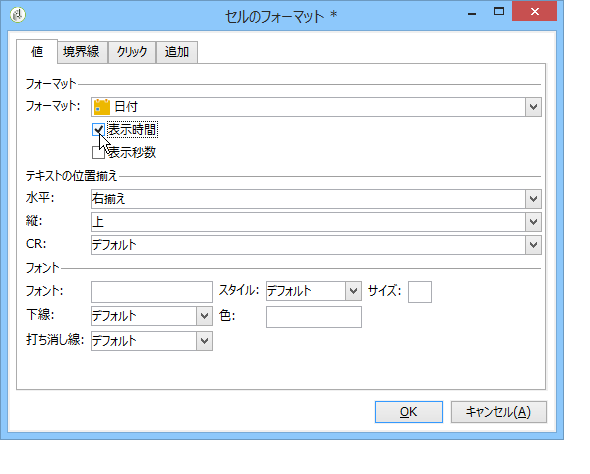 セルのフォーマット *
値 境界線 クリック 追加
フォーマット
フォーマット: 日付
表示時間
表示秒数
テキストの位置揃え
水平: 右揃え
縦: 上
CR: デフォルト
フォント
フォント: スタイル: デフォルト サイズ:
下線: デフォルト 色:
打ち消し線: デフォルト
OK キャンセル(A)